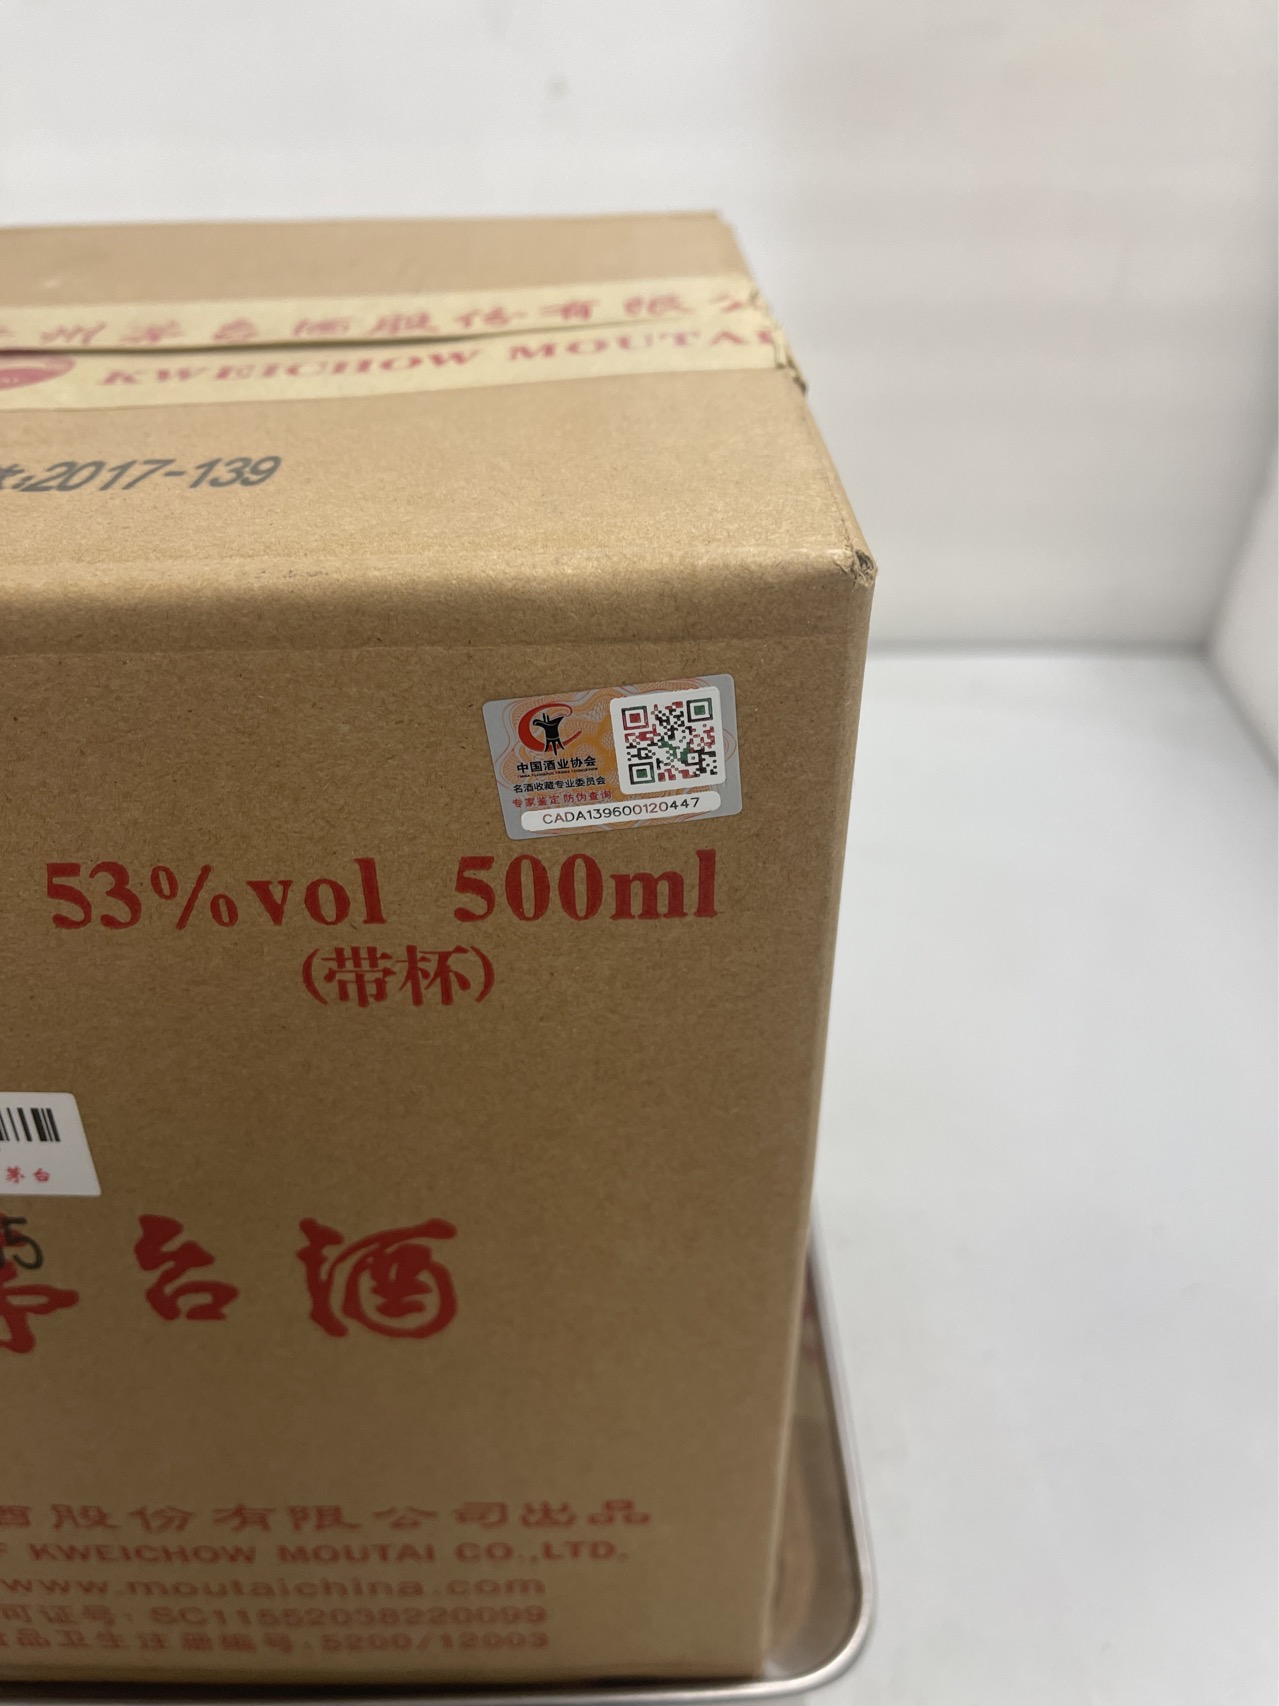 州茅台酒股份有限
KWEICHOW MOUTAI
:2017-139
中国酒业协会
名酒收藏专业委员会
专家鉴定 防伪查询
CADA139600120447
53%vol 500ml
(带杯)
茅台
5
台酒
股份有限公司出品
KWEICHOW MOUTAI CO.,LTD.
www.moutaichina.com
可证号: SC11552038220099
品卫生注册编号: 5200/12003